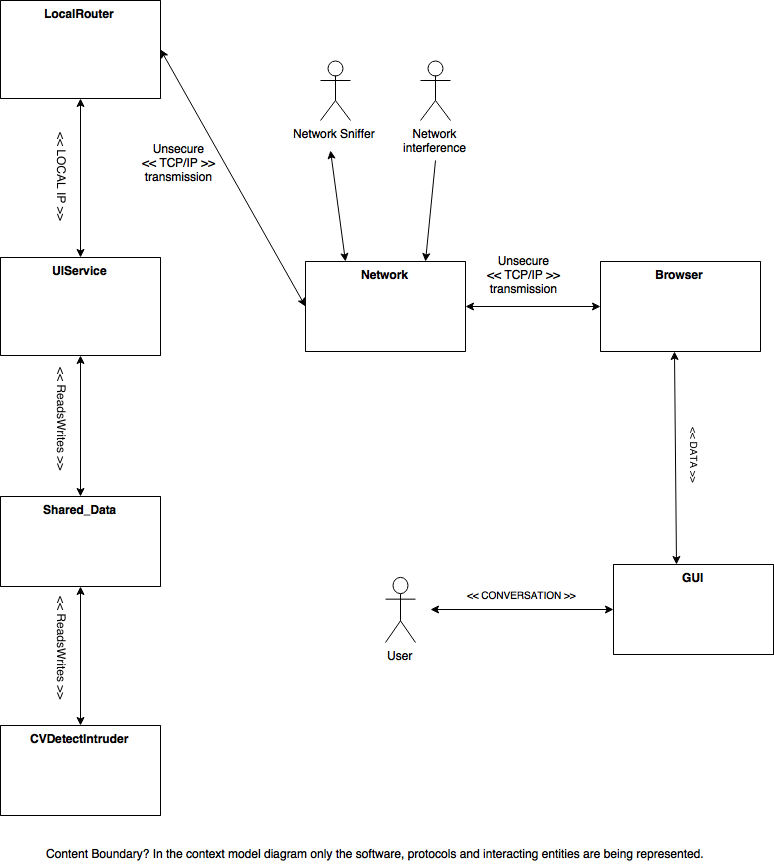 LocalRouter
<< LOCAL IP >>
Unsecure
<< TCP/IP >>
transmission
Network Sniffer
Network
interference
UIService
Network
Unsecure
<< TCP/IP >>
transmission
Browser
<< ReadsWrites >>
<< DATA >>
Shared_Data
GUI
<< CONVERSATION >>
User
<< ReadsWrites >>
CVDetectIntruder
Content Boundary? In the context model diagram only the software, protocols and interacting entities are being represented.